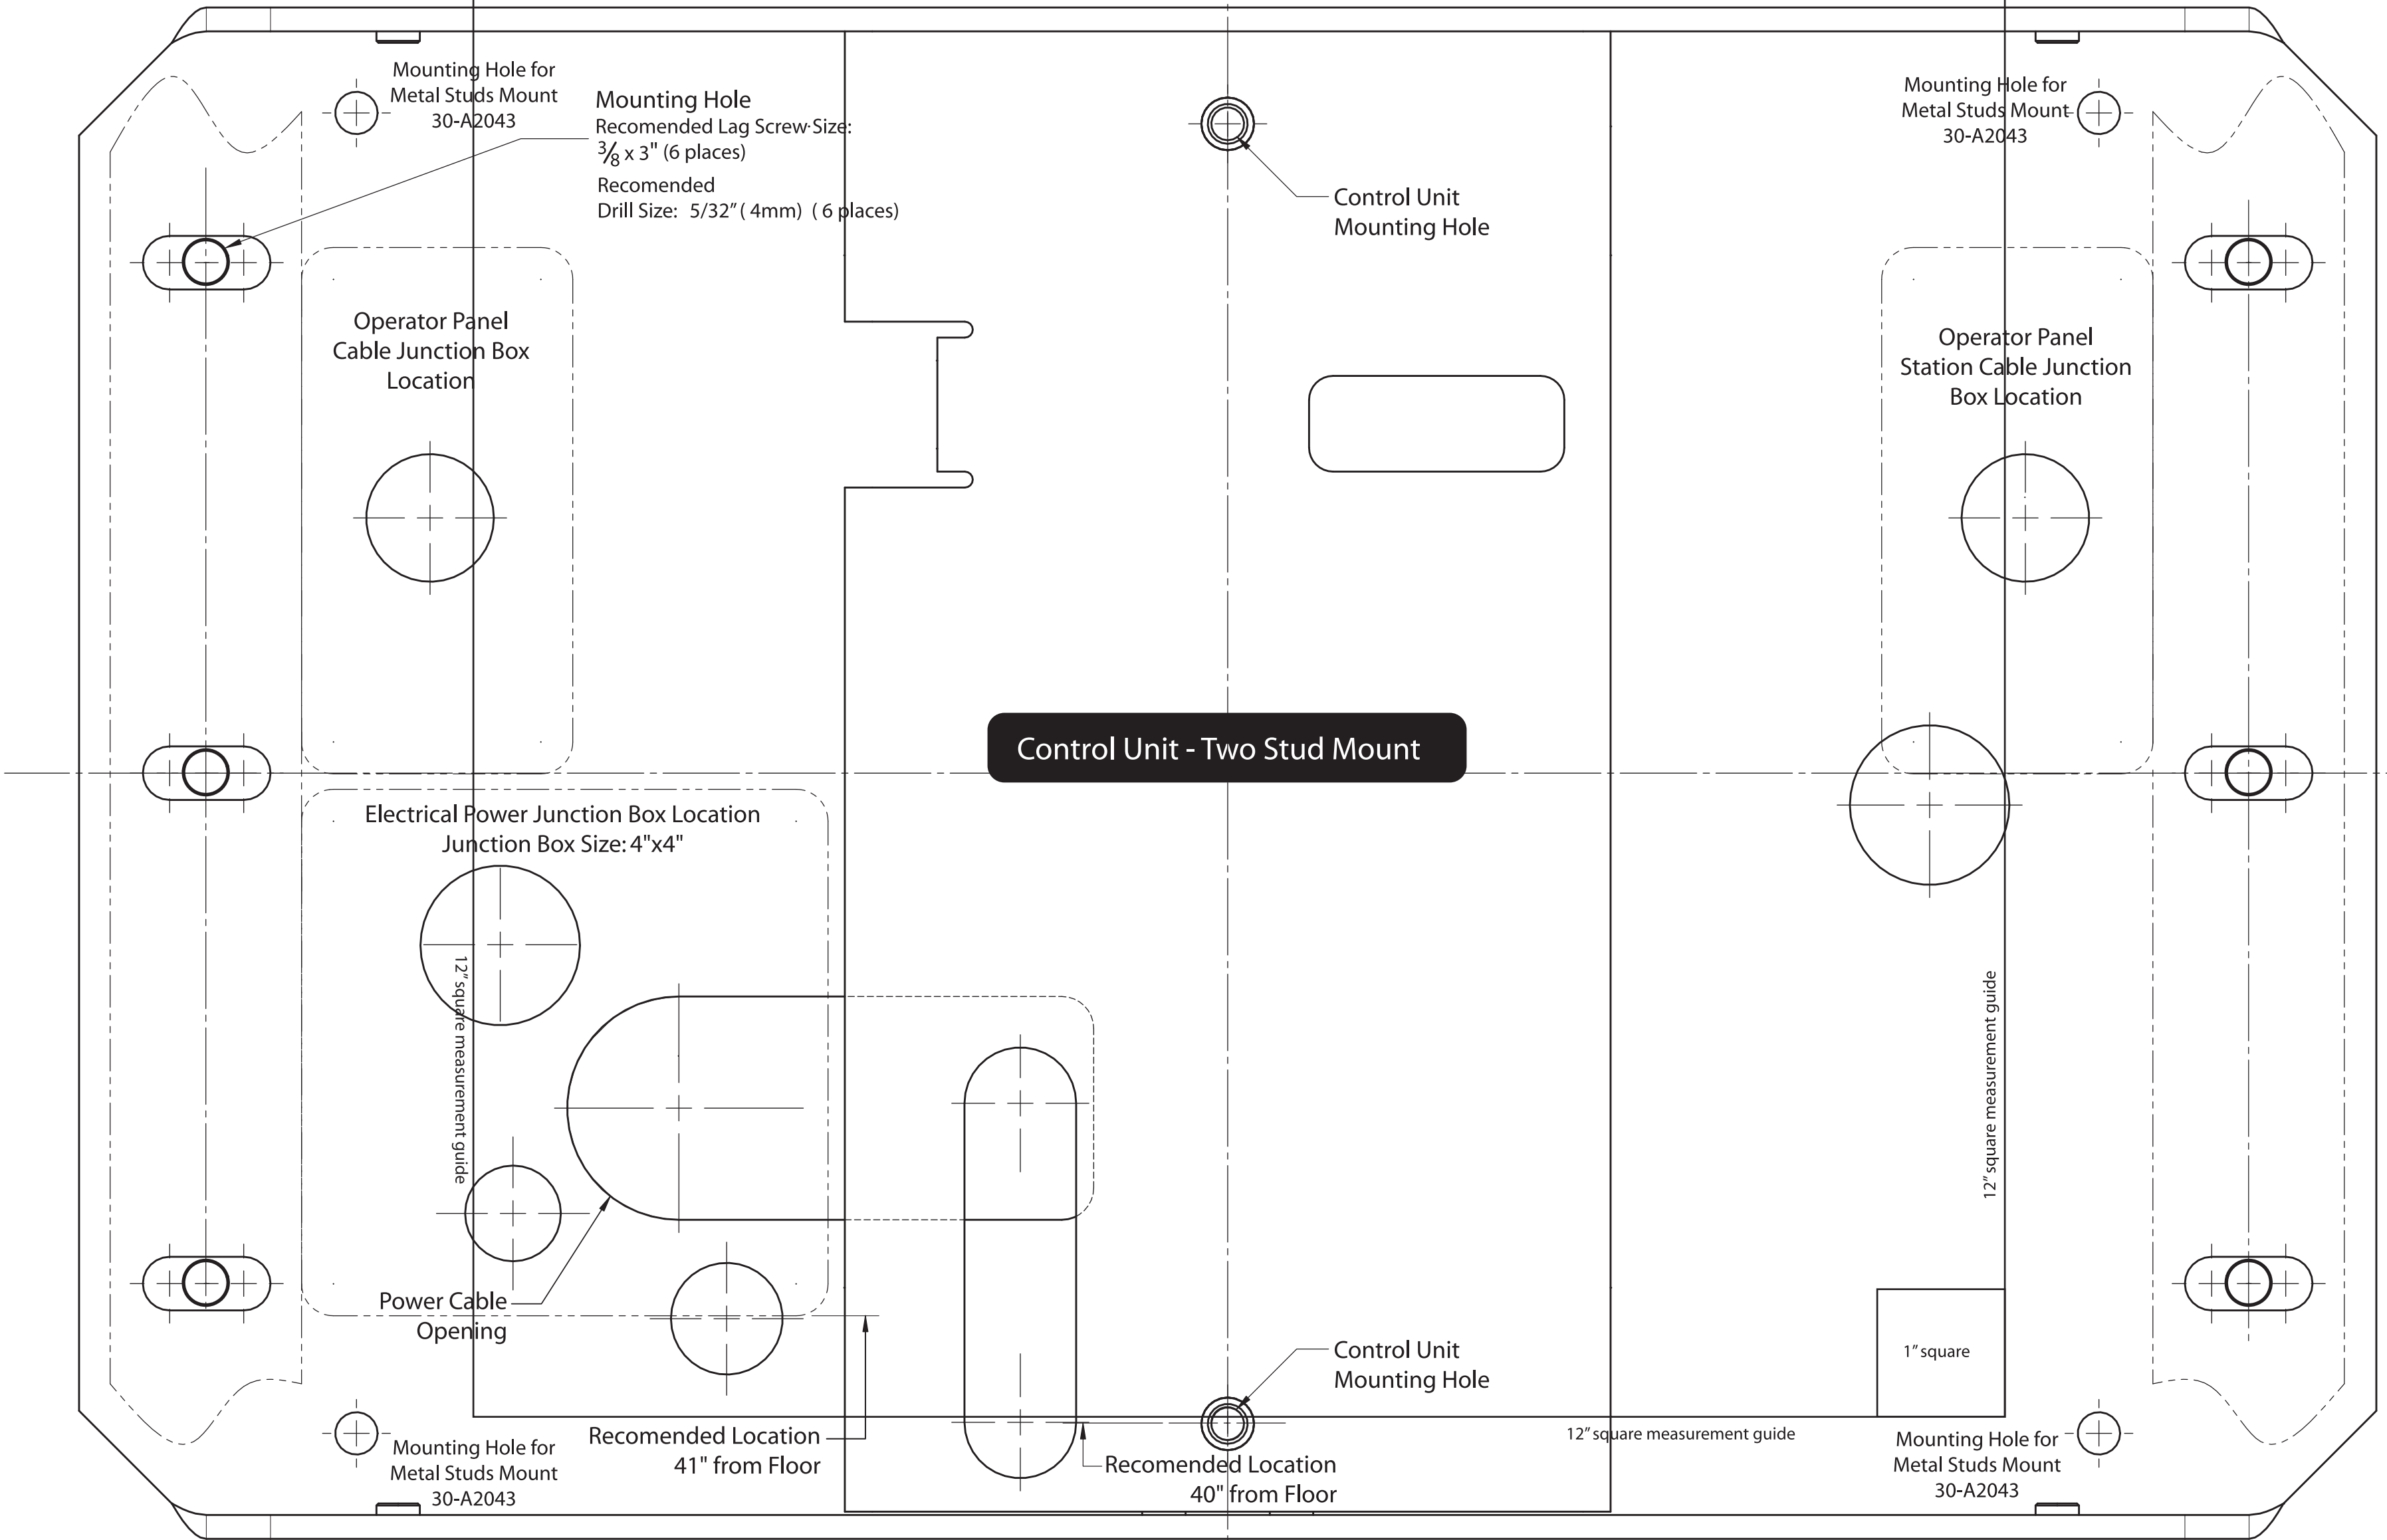 Mounting Hole for
Metal Studs Mount
30-A2043
Mounting Hole
Recomended Lag Screw Size:
3/8 x 3" (6 places)
Recomended
Drill Size: 5/32" ( 4mm) ( 6 places)
Control Unit
Mounting Hole
Mounting Hole for
Metal Studs Mount
30-A2043
Operator Panel
Cable Junction Box
Location
Operator Panel
Station Cable Junction
Box Location
Control Unit - Two Stud Mount
Electrical Power Junction Box Location
Junction Box Size: 4"x4"
12" square measurement guide
12" square measurement guide
Power Cable
Opening
Control Unit
Mounting Hole
1" square
Recomended Location
41" from Floor
Recomended Location
40" from Floor
12" square measurement guide
Mounting Hole for
Metal Studs Mount
30-A2043
Mounting Hole for
Metal Studs Mount
30-A2043